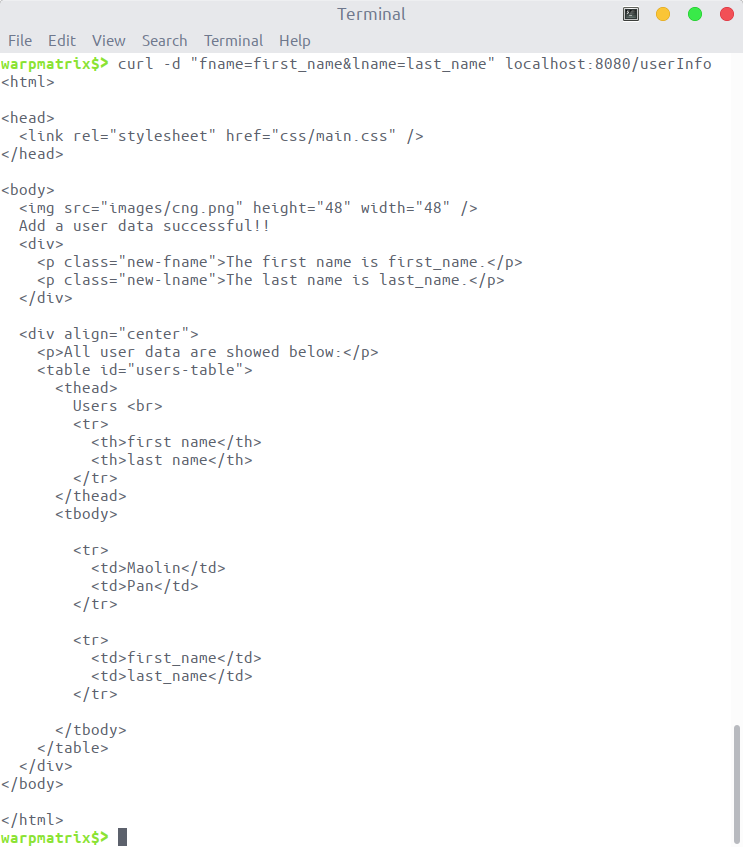 Terminal
File Edit View Search Terminal Help
warpmatrix$> curl -d "fname=first_name&lname=last_name" localhost:8080/userInfo
<html>

<head>
  <link rel="stylesheet" href="css/main.css" />
</head>

<body>
  <img src="images/cng.png" height="48" width="48" />
  Add a user data successful!!
  <div>
    <p class="new-fname">The first name is first_name.</p>
    <p class="new-lname">The last name is last_name.</p>
  </div>

  <div align="center">
    <p>All user data are showed below:</p>
    <table id="users-table">
      <thead>
        Users <br>
        <tr>
          <th>first name</th>
          <th>last name</th>
        </tr>
      </thead>
      <tbody>

        <tr>
          <td>Maolin</td>
          <td>Pan</td>
        </tr>

        <tr>
          <td>first_name</td>
          <td>last_name</td>
        </tr>

      </tbody>
    </table>
  </div>
</body>

</html>
warpmatrix$>